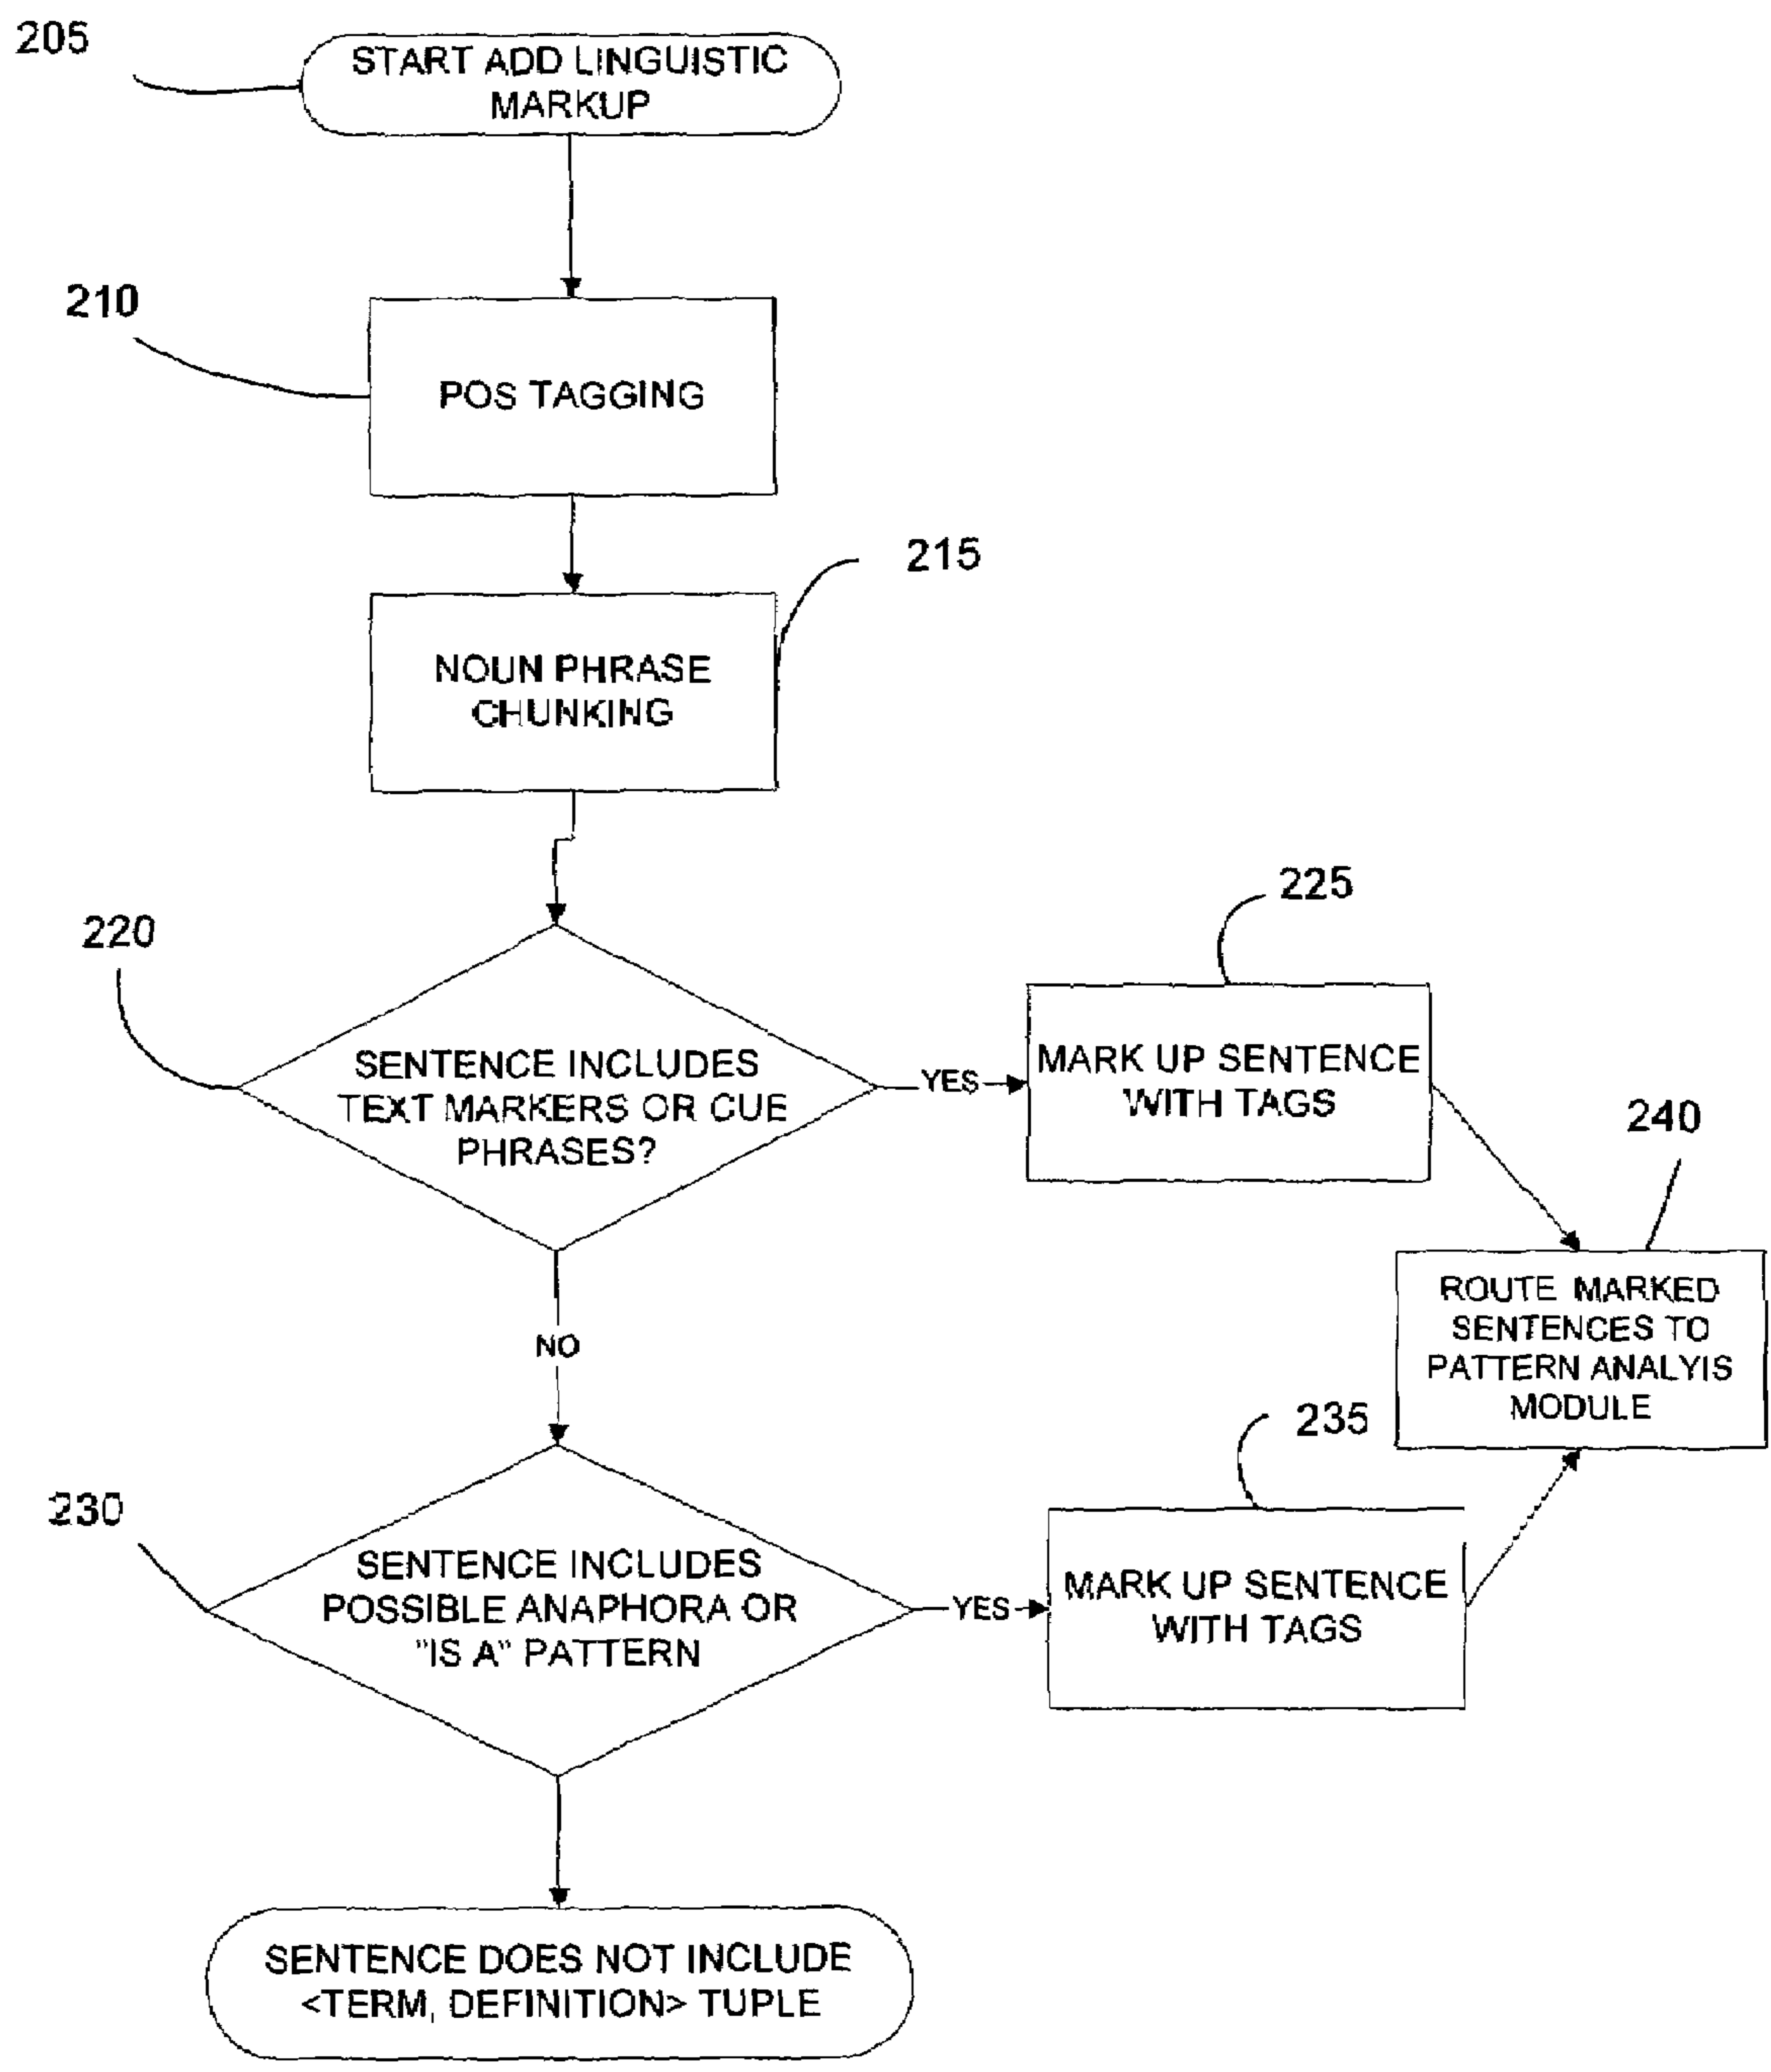 205
START ADD LINGUISTIC
MARKUP
210
POS TAGGING
215
NOUN PHRASE
CHUNKING
220
SENTENCE INCLUDES
TEXT MARKERS OR CUE
PHRASES?
YES
225
MARK UP SENTENCE
WITH TAGS
240
ROUTE MARKED
SENTENCES TO
PATTERN ANALYIS
MODULE
NO
230
SENTENCE INCLUDES
POSSIBLE ANAPHORA OR
"IS A" PATTERN
YES
235
MARK UP SENTENCE
WITH TAGS
SENTENCE DOES NOT INCLUDE
<TERM, DEFINITION> TUPLE